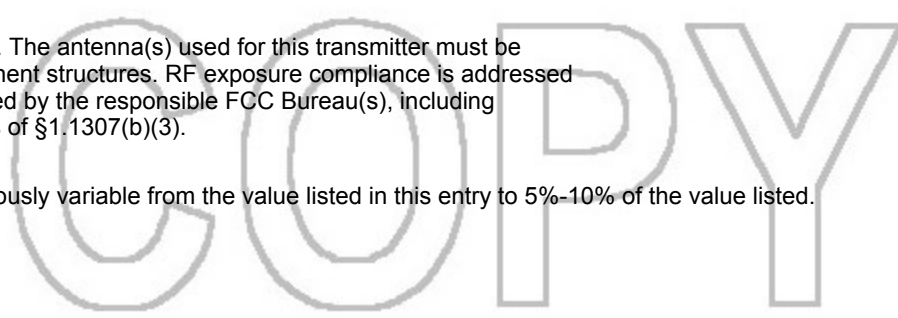 . The antenna(s) used for this transmitter must be
nent structures. RF exposure compliance is addressed
ed by the responsible FCC Bureau(s), including
s of §1.1307(b)(3).
ously variable from the value listed in this entry to 5%-10% of the value listed.
COPY